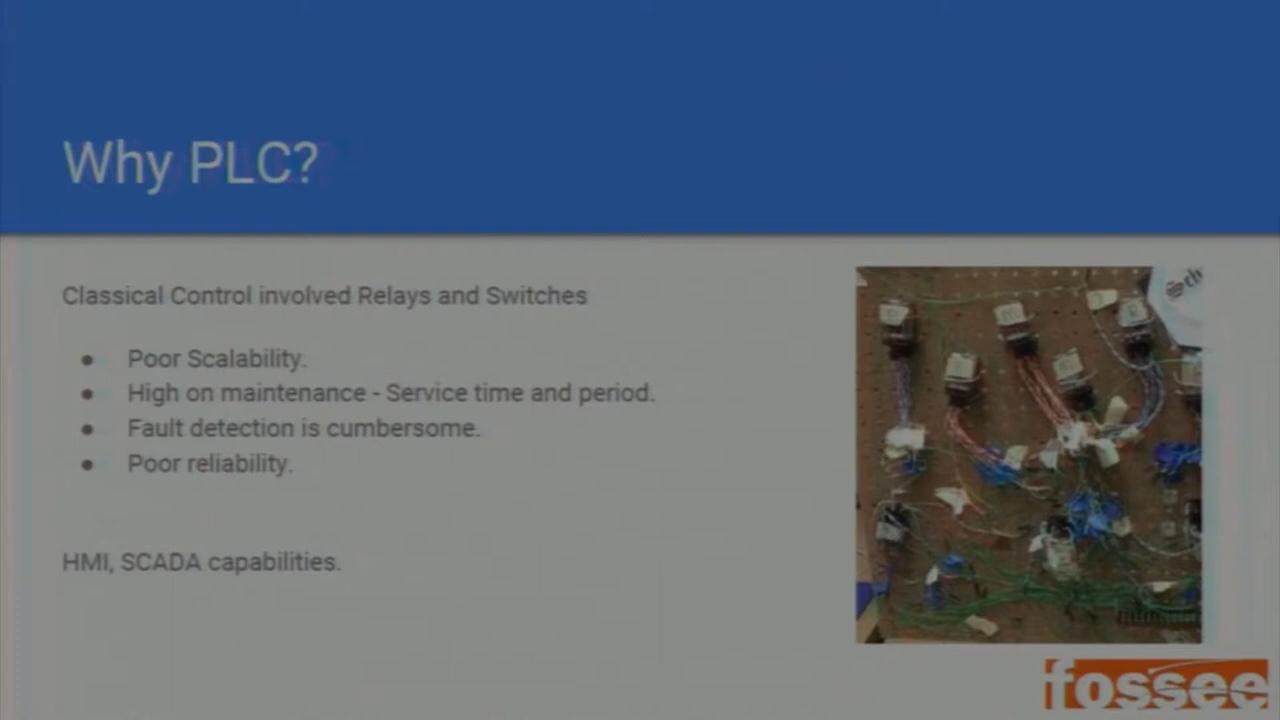 Why PLC?
Classical Control involved Relays and Switches
● Poor Scalability.
● High on maintenance - Service time and period.
● Fault detection is cumbersome.
● Poor reliability.
HMI, SCADA capabilities.
fossee